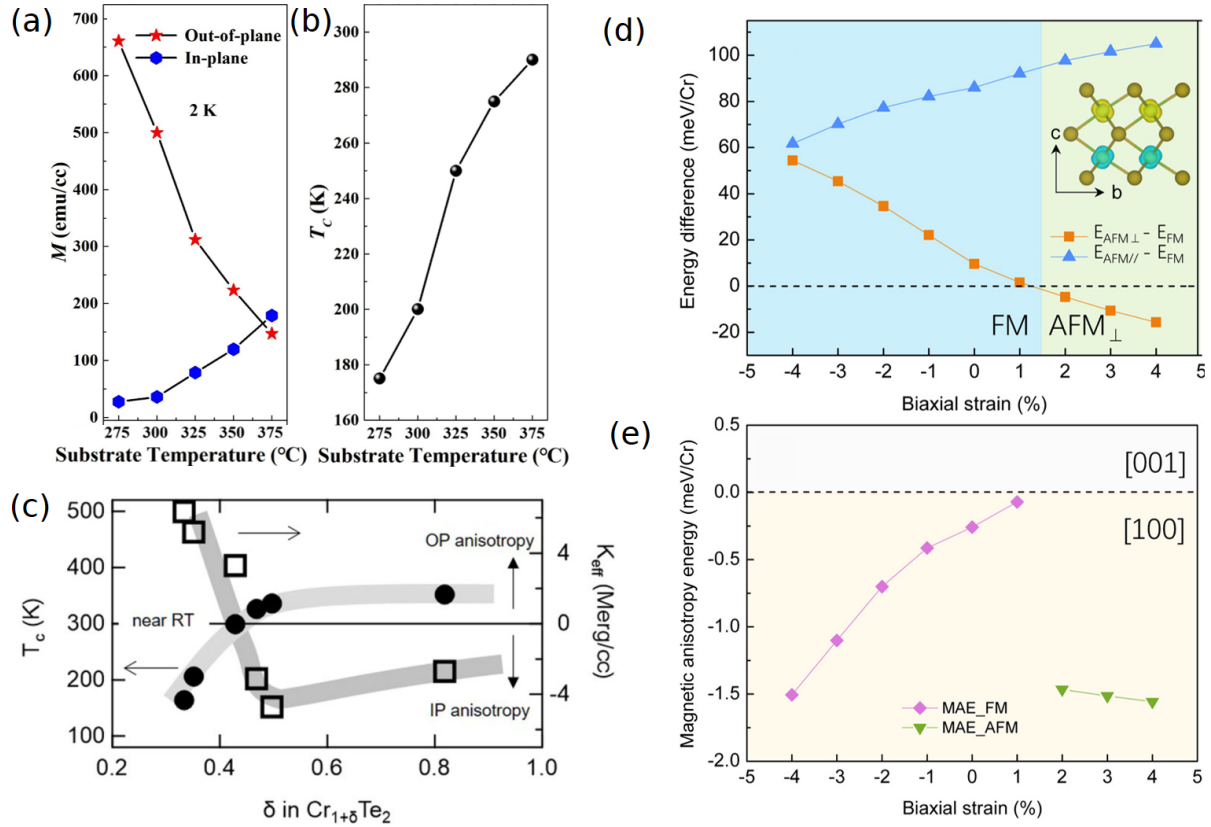 (a)
700
600
500
400
300
200
100
0
M (emu/cc)
Out-of-plane
In-plane
2 K
275 300 325 350 375
Substrate Temperature (°C)
(b)
300
280
260
240
220
200
180
160
T_C (K)
275 300 325 350 375
Substrate Temperature (°C)
(c)
500
400
300
200
100
T_c (K)
OP anisotropy
near RT
IP anisotropy
4
0
-4
K_eff (Merg/cc)
0.2 0.4 0.6 0.8 1.0
δ in Cr_1+δTe_2
(d)
100
80
60
40
20
0
-20
Energy difference (meV/Cr)
c
b
E_AFM⊥ - E_FM
E_AFM// - E_FM
FM AFM_⊥
-5 -4 -3 -2 -1 0 1 2 3 4 5
Biaxial strain (%)
(e)
0.5
0.0
-0.5
-1.0
-1.5
-2.0
Magnetic anisotropy energy (meV/Cr)
[001]
[100]
MAE_FM
MAE_AFM
-5 -4 -3 -2 -1 0 1 2 3 4 5
Biaxial strain (%)